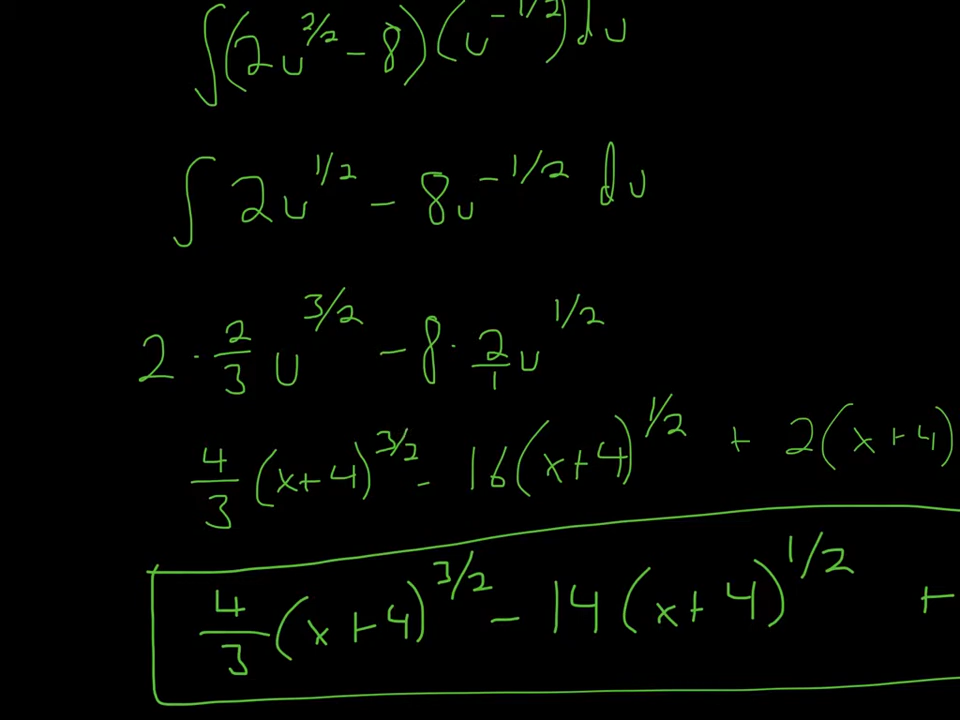 ∫(2u^{2/2} - 8)(u^{-1/2})du
∫ 2u^{1/2} - 8u^{-1/2} du
2 · 2/3 u^{3/2} - 8 · 2/1 u^{1/2}
4/3 (x+4)^{3/2} - 16(x+4)^{1/2} + 2(x+4)
4/3 (x+4)^{3/2} - 14(x+4)^{1/2} +